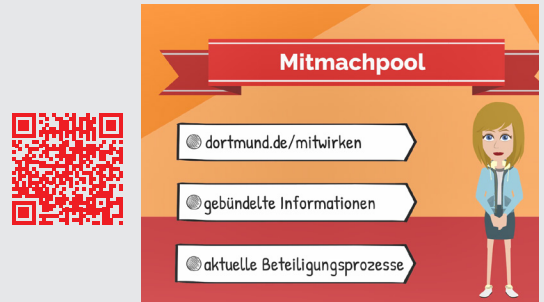 Mitmachpool
dortmund.de/mitwirken
gebündelte Informationen
aktuelle Beteiligungsprozesse